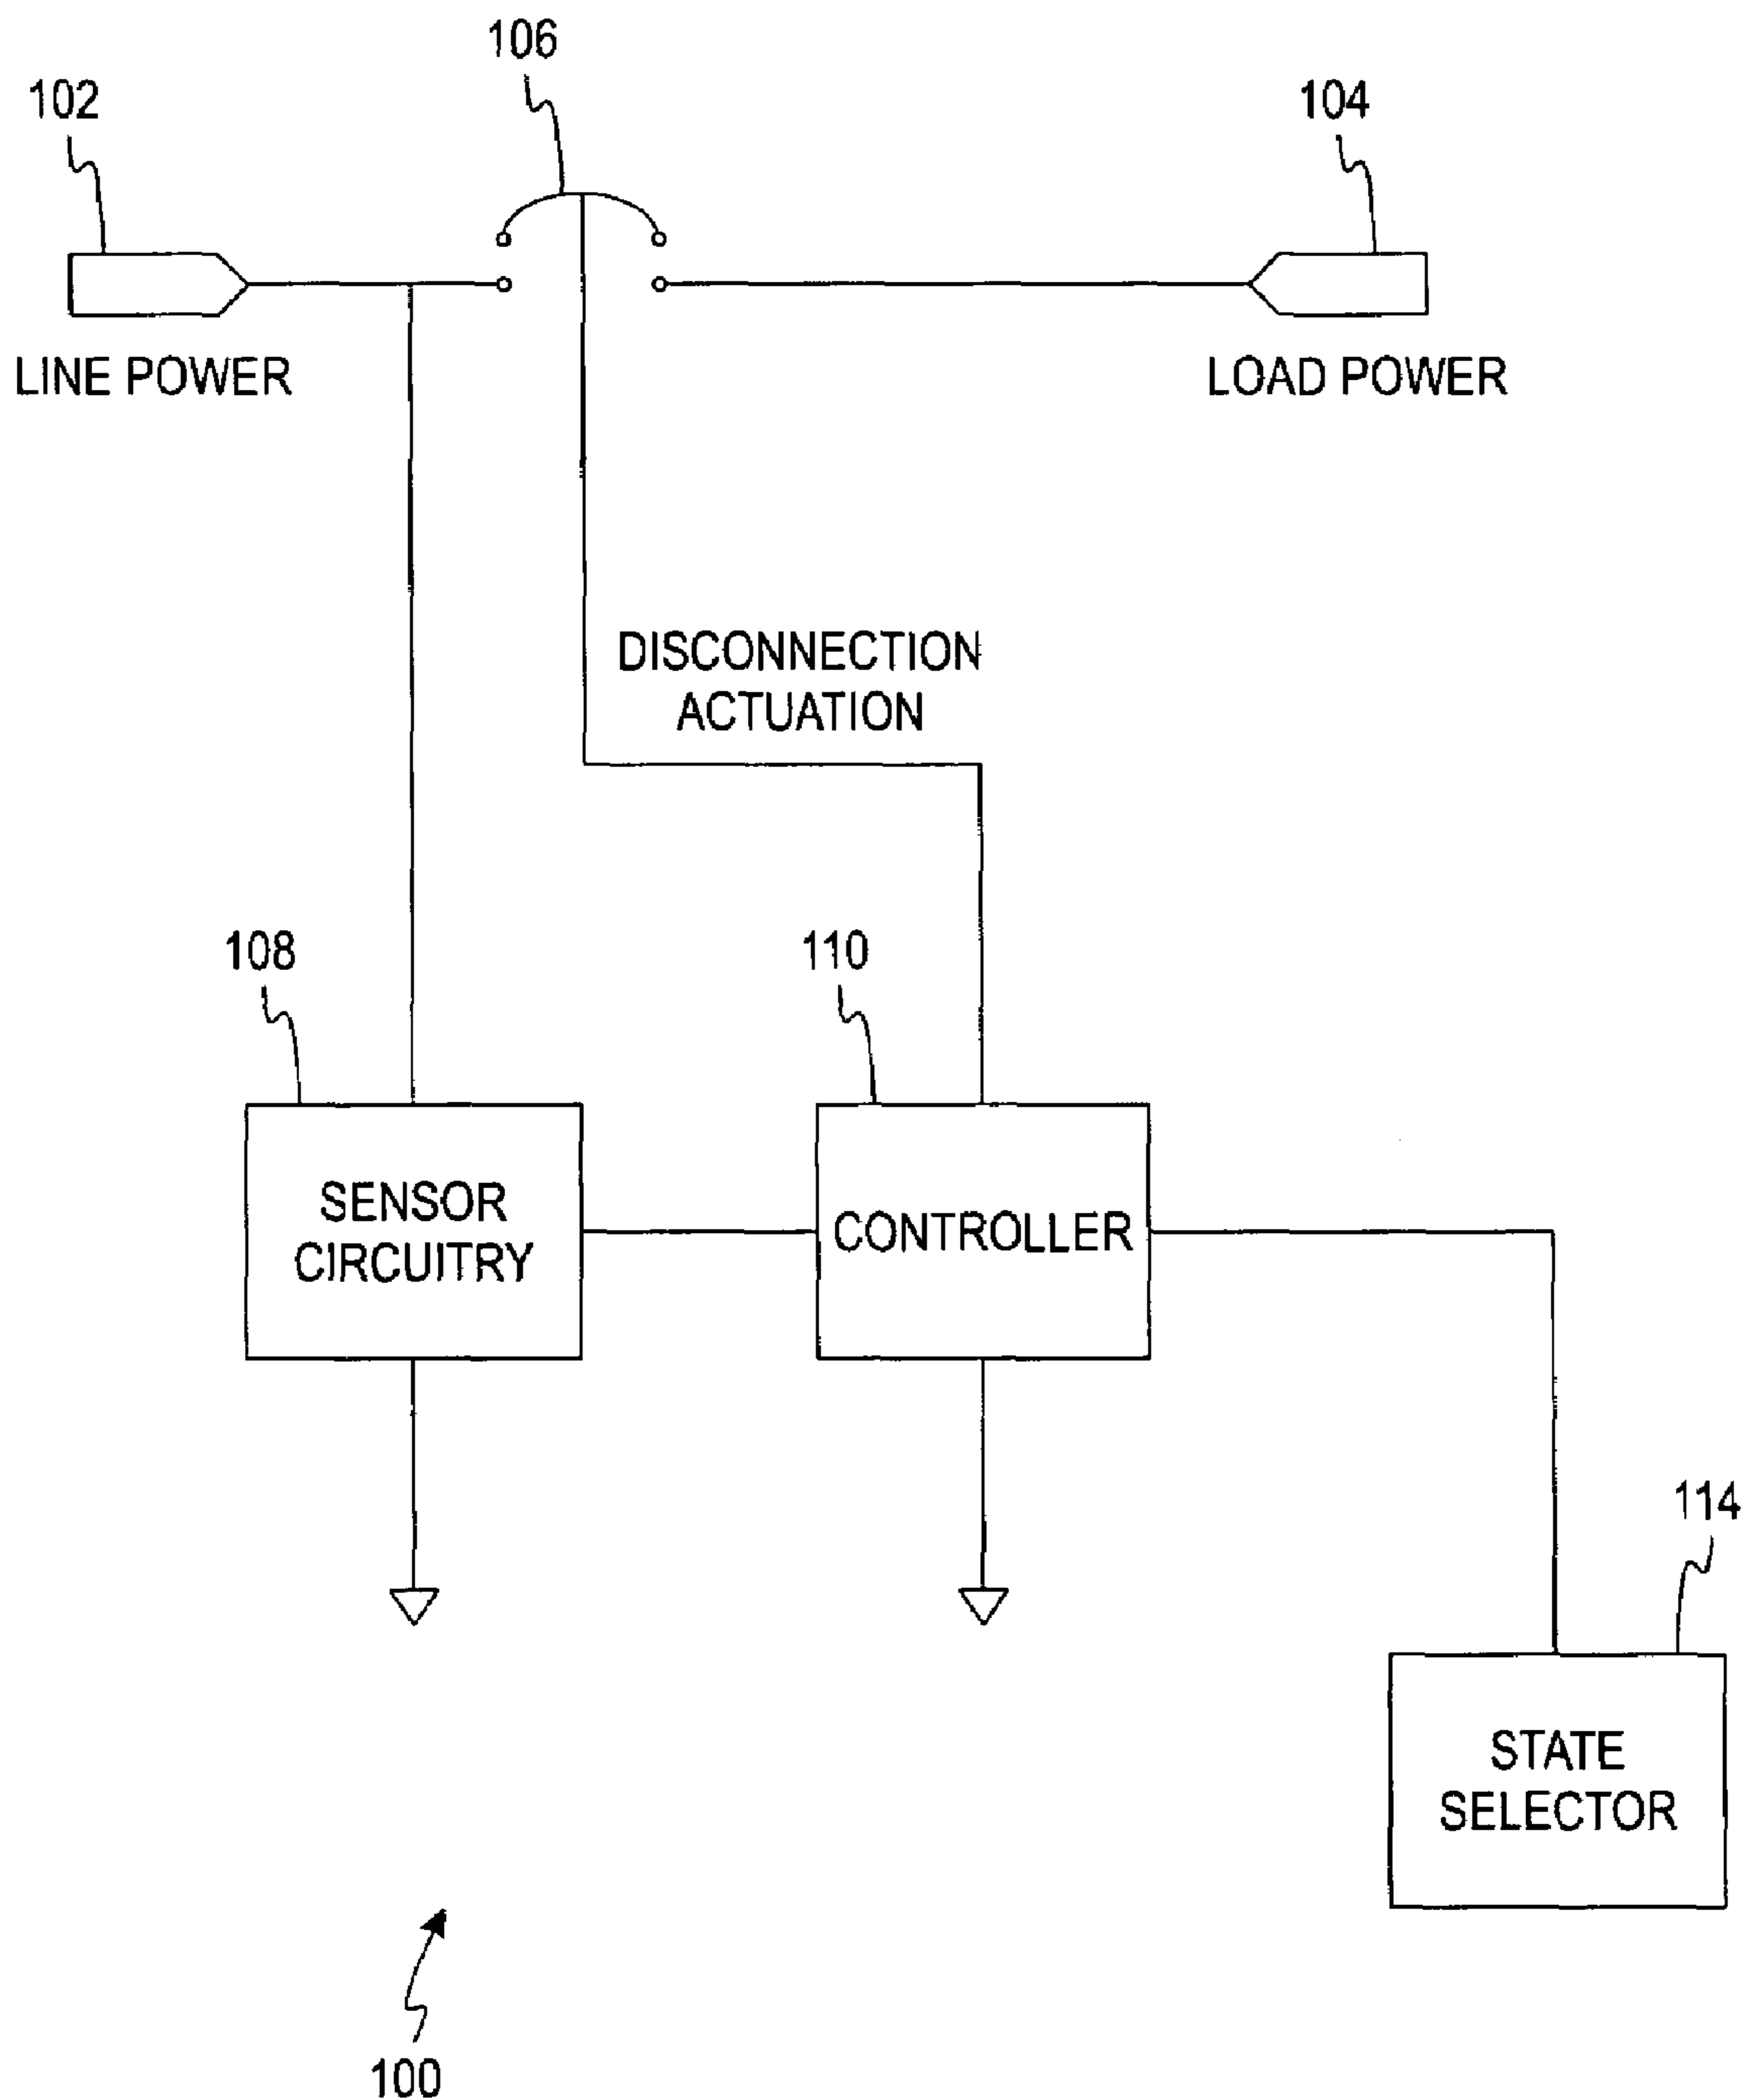 106
102
104
LINE POWER
LOAD POWER
DISCONNECTION
ACTUATION
108
110
SENSOR
CIRCUITRY
CONTROLLER
114
STATE
SELECTOR
100